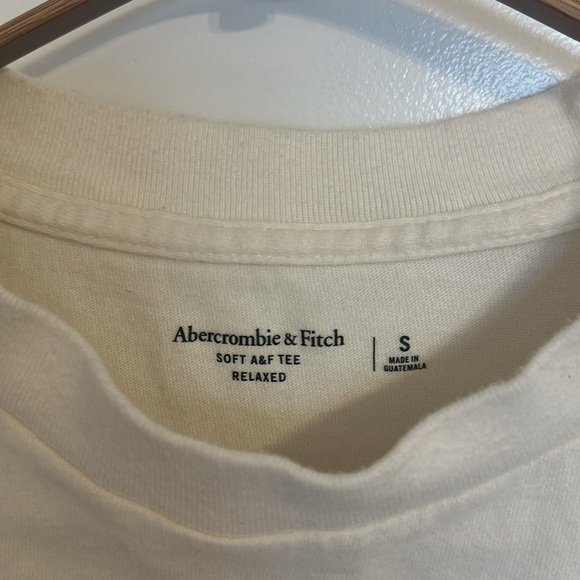 Abercrombie & Fitch
SOFT A&F TEE
RELAXED
S
MADE IN
GUATEMALA